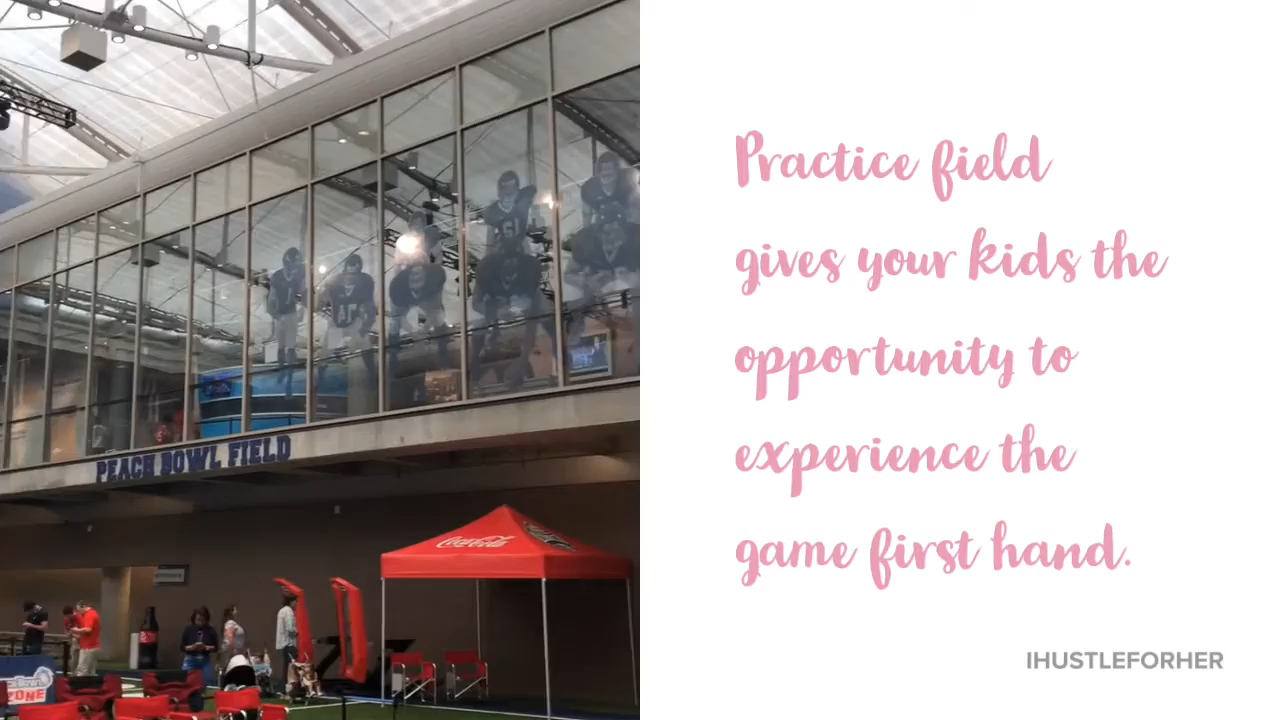 PEACH BOWL FIELD
Coca-Cola
ZONE
Practice field
gives your kids the
opportunity to
experience the
game first hand.
IHUSTLEFORHER